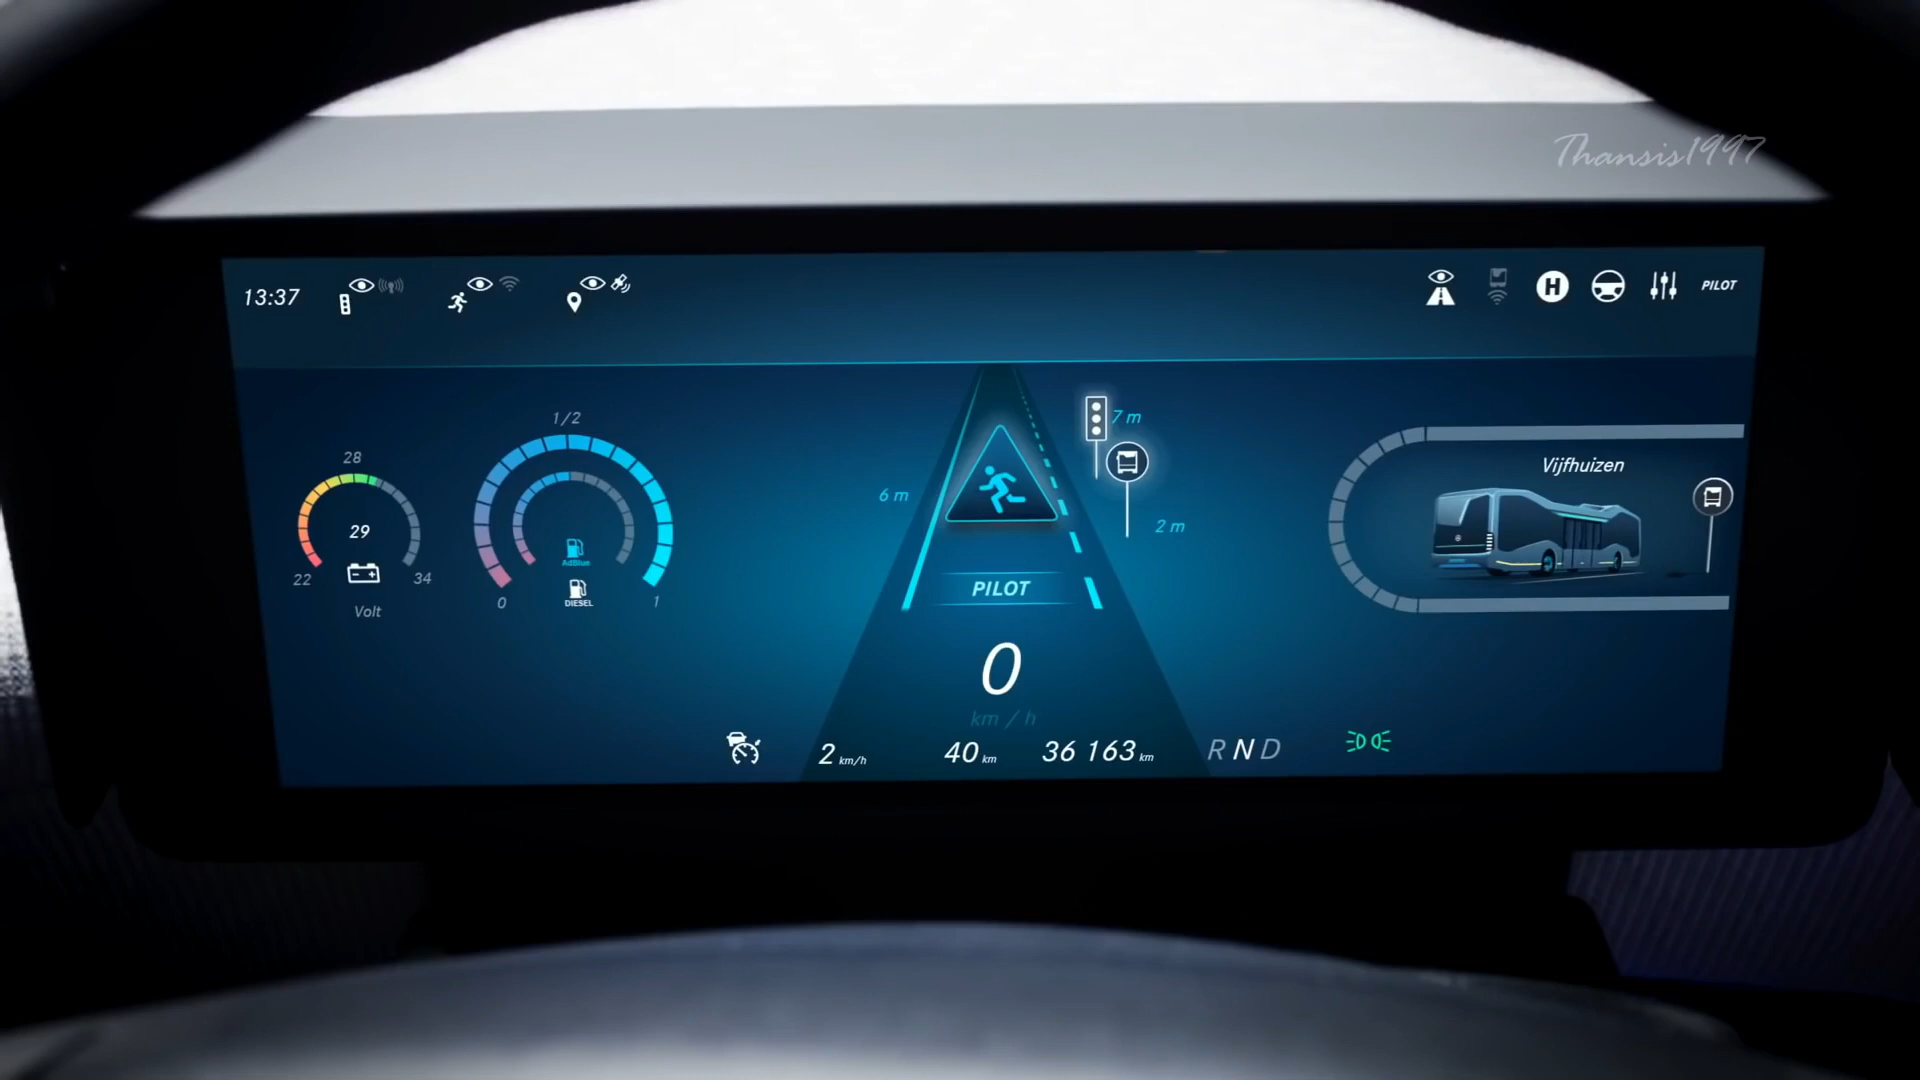 Thansis1997
13:37
H
PILOT
1/2
28
29
22
34
Volt
AdBlue
DIESEL
0
1
7 m
6 m
2 m
PILOT
0
km / h
2 km/h
40 km
36 163 km
R N D
Vijfhuizen